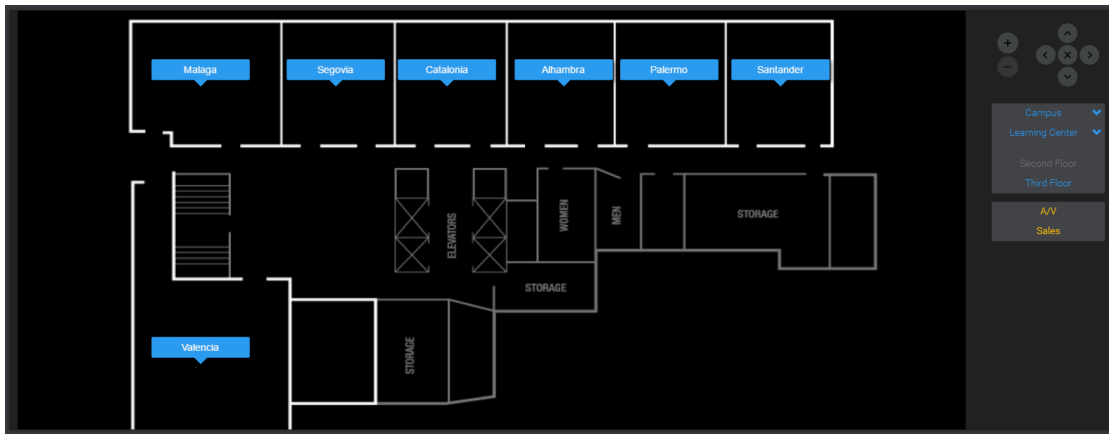 Malaga
Segovia
Catalonia
Alhambra
Palermo
Santander
Campus
Learning Center
Second Floor
Third Floor
A/V
Sales
ELEVATORS
WOMEN
MEN
STORAGE
STORAGE
Valencia
STORAGE